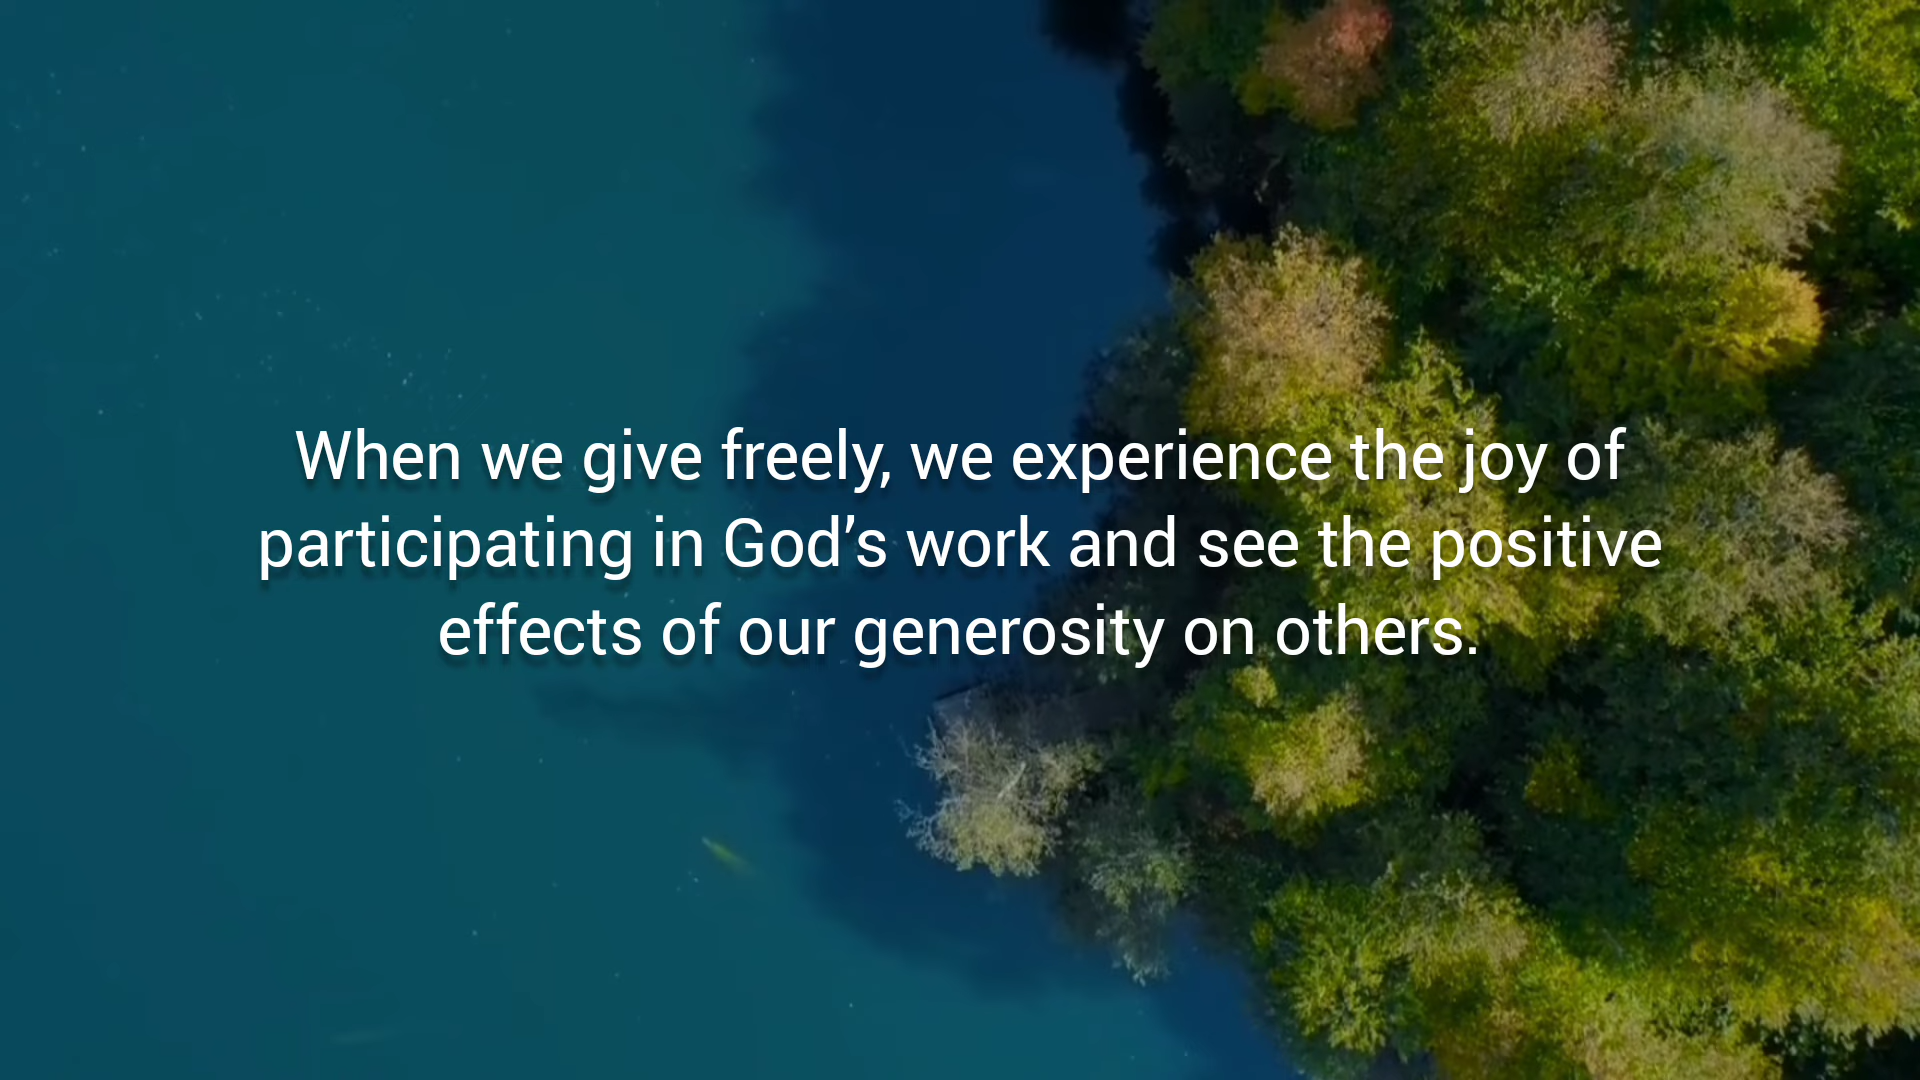 When we give freely, we experience the joy of
participating in God’s work and see the positive
effects of our generosity on others.